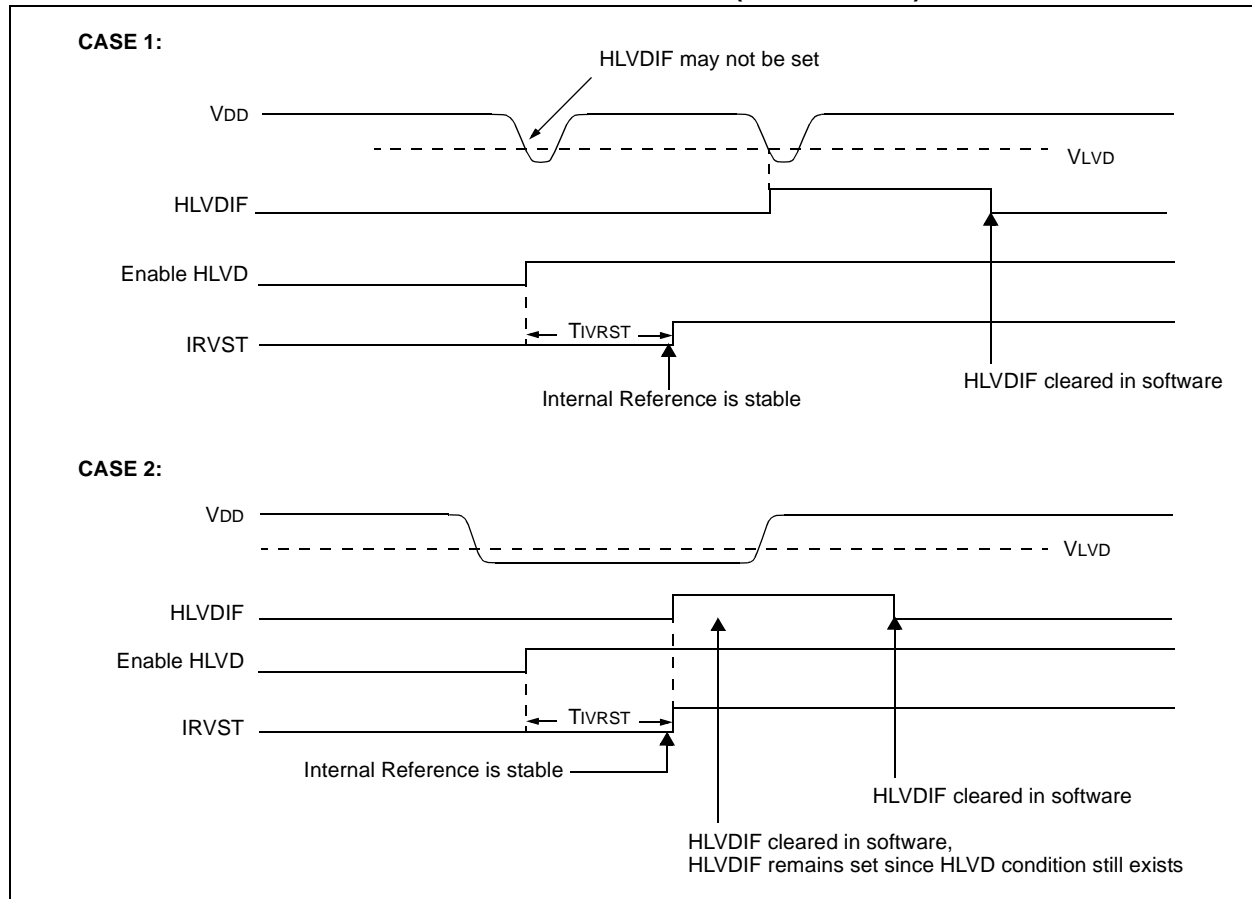 CASE 1:
HLVDIF may not be set
VDD
VLVD
HLVDIF
Enable HLVD
TIVRST
IRVST
HLVDIF cleared in software
Internal Reference is stable
CASE 2:
VDD
VLVD
HLVDIF
Enable HLVD
TIVRST
IRVST
Internal Reference is stable
HLVDIF cleared in software
HLVDIF cleared in software,
HLVDIF remains set since HLVD condition still exists